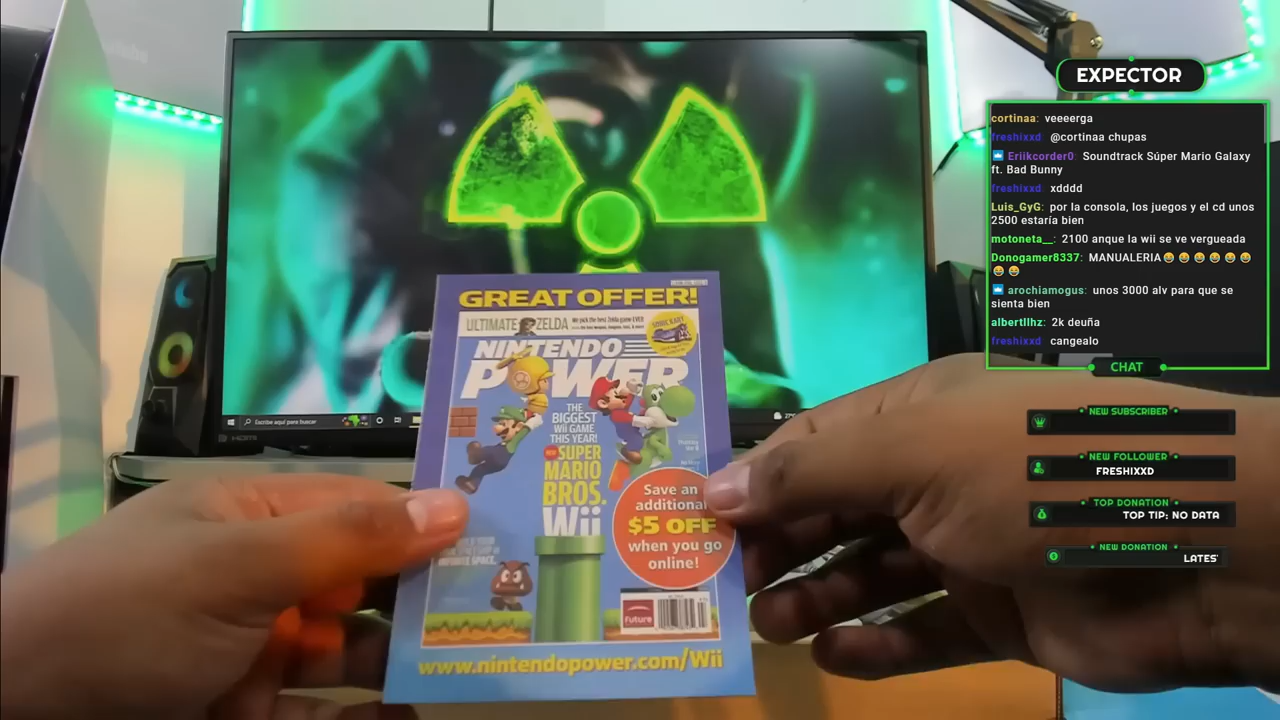 GREAT OFFER!
ULTIMATE ZELDA
NINTENDO
POWER
THE
BIGGEST
Wii GAME
THIS YEAR!
NEW SUPER
MARIO
BROS.
Wii
Save an
additional
$5 OFF
when you go
online!
Future
www.nintendopower.com/Wii
Escribe aquí para buscar
EXPECTOR
cortinaa: veeeerga
freshixxd: @cortinaa chupas
Eriikcorder0: Soundtrack Súper Mario Galaxy
ft. Bad Bunny
freshixxd: xdddd
Luis_GyG: por la consola, los juegos y el cd unos
2500 estaría bien
motoneta__: 2100 anque la wii se ve vergueada
Donogamer8337: MANUALERIA😆😆😆😆😆😆
😆😆
arochiamogus: unos 3000 alv para que se
sienta bien
albertllhz: 2k deuña
freshixxd: cangealo
CHAT
NEW SUBSCRIBER
NEW FOLLOWER
FRESHIXXD
TOP DONATION
TOP TIP: NO DATA
NEW DONATION
LATES